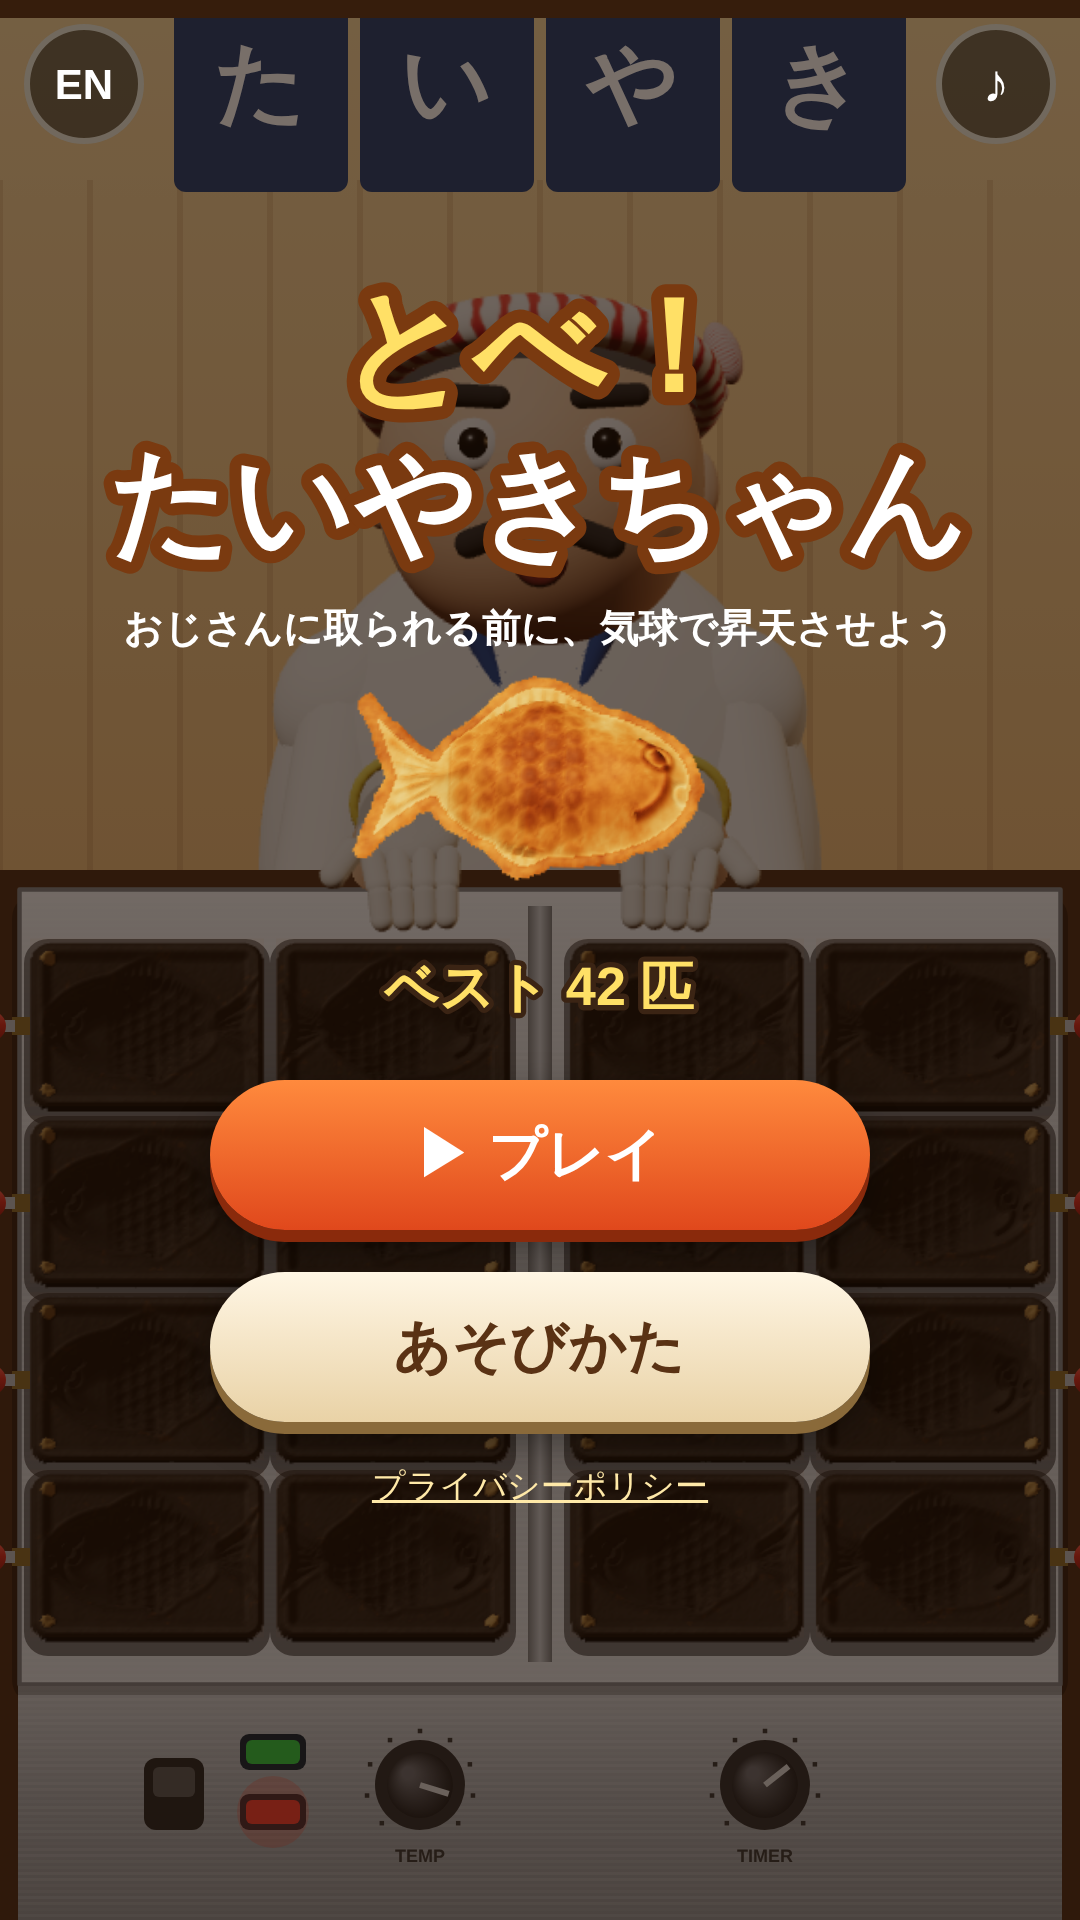 EN
たいやき
♪
とべ！
たいやきちゃん
おじさんに取られる前に、気球で昇天させよう
ベスト 42 匹
▶ プレイ
あそびかた
プライバシーポリシー
TEMP
TIMER